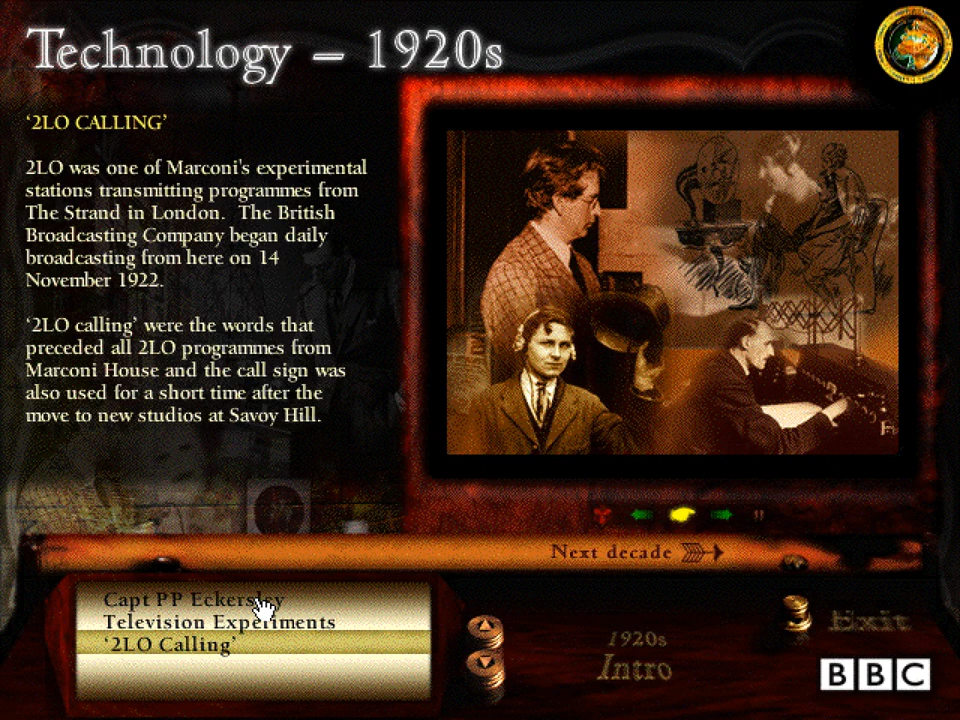 Technology – 1920s
‘2LO CALLING’
2LO was one of Marconi's experimental
stations transmitting programmes from
The Strand in London.  The British
Broadcasting Company began daily
broadcasting from here on 14
November 1922.
‘2LO calling’ were the words that
preceded all 2LO programmes from
Marconi House and the call sign was
also used for a short time after the
move to new studios at Savoy Hill.
Next decade
Capt PP Eckersley
Television Experiments
‘2LO Calling’
1920s
Intro
Exit
BBC